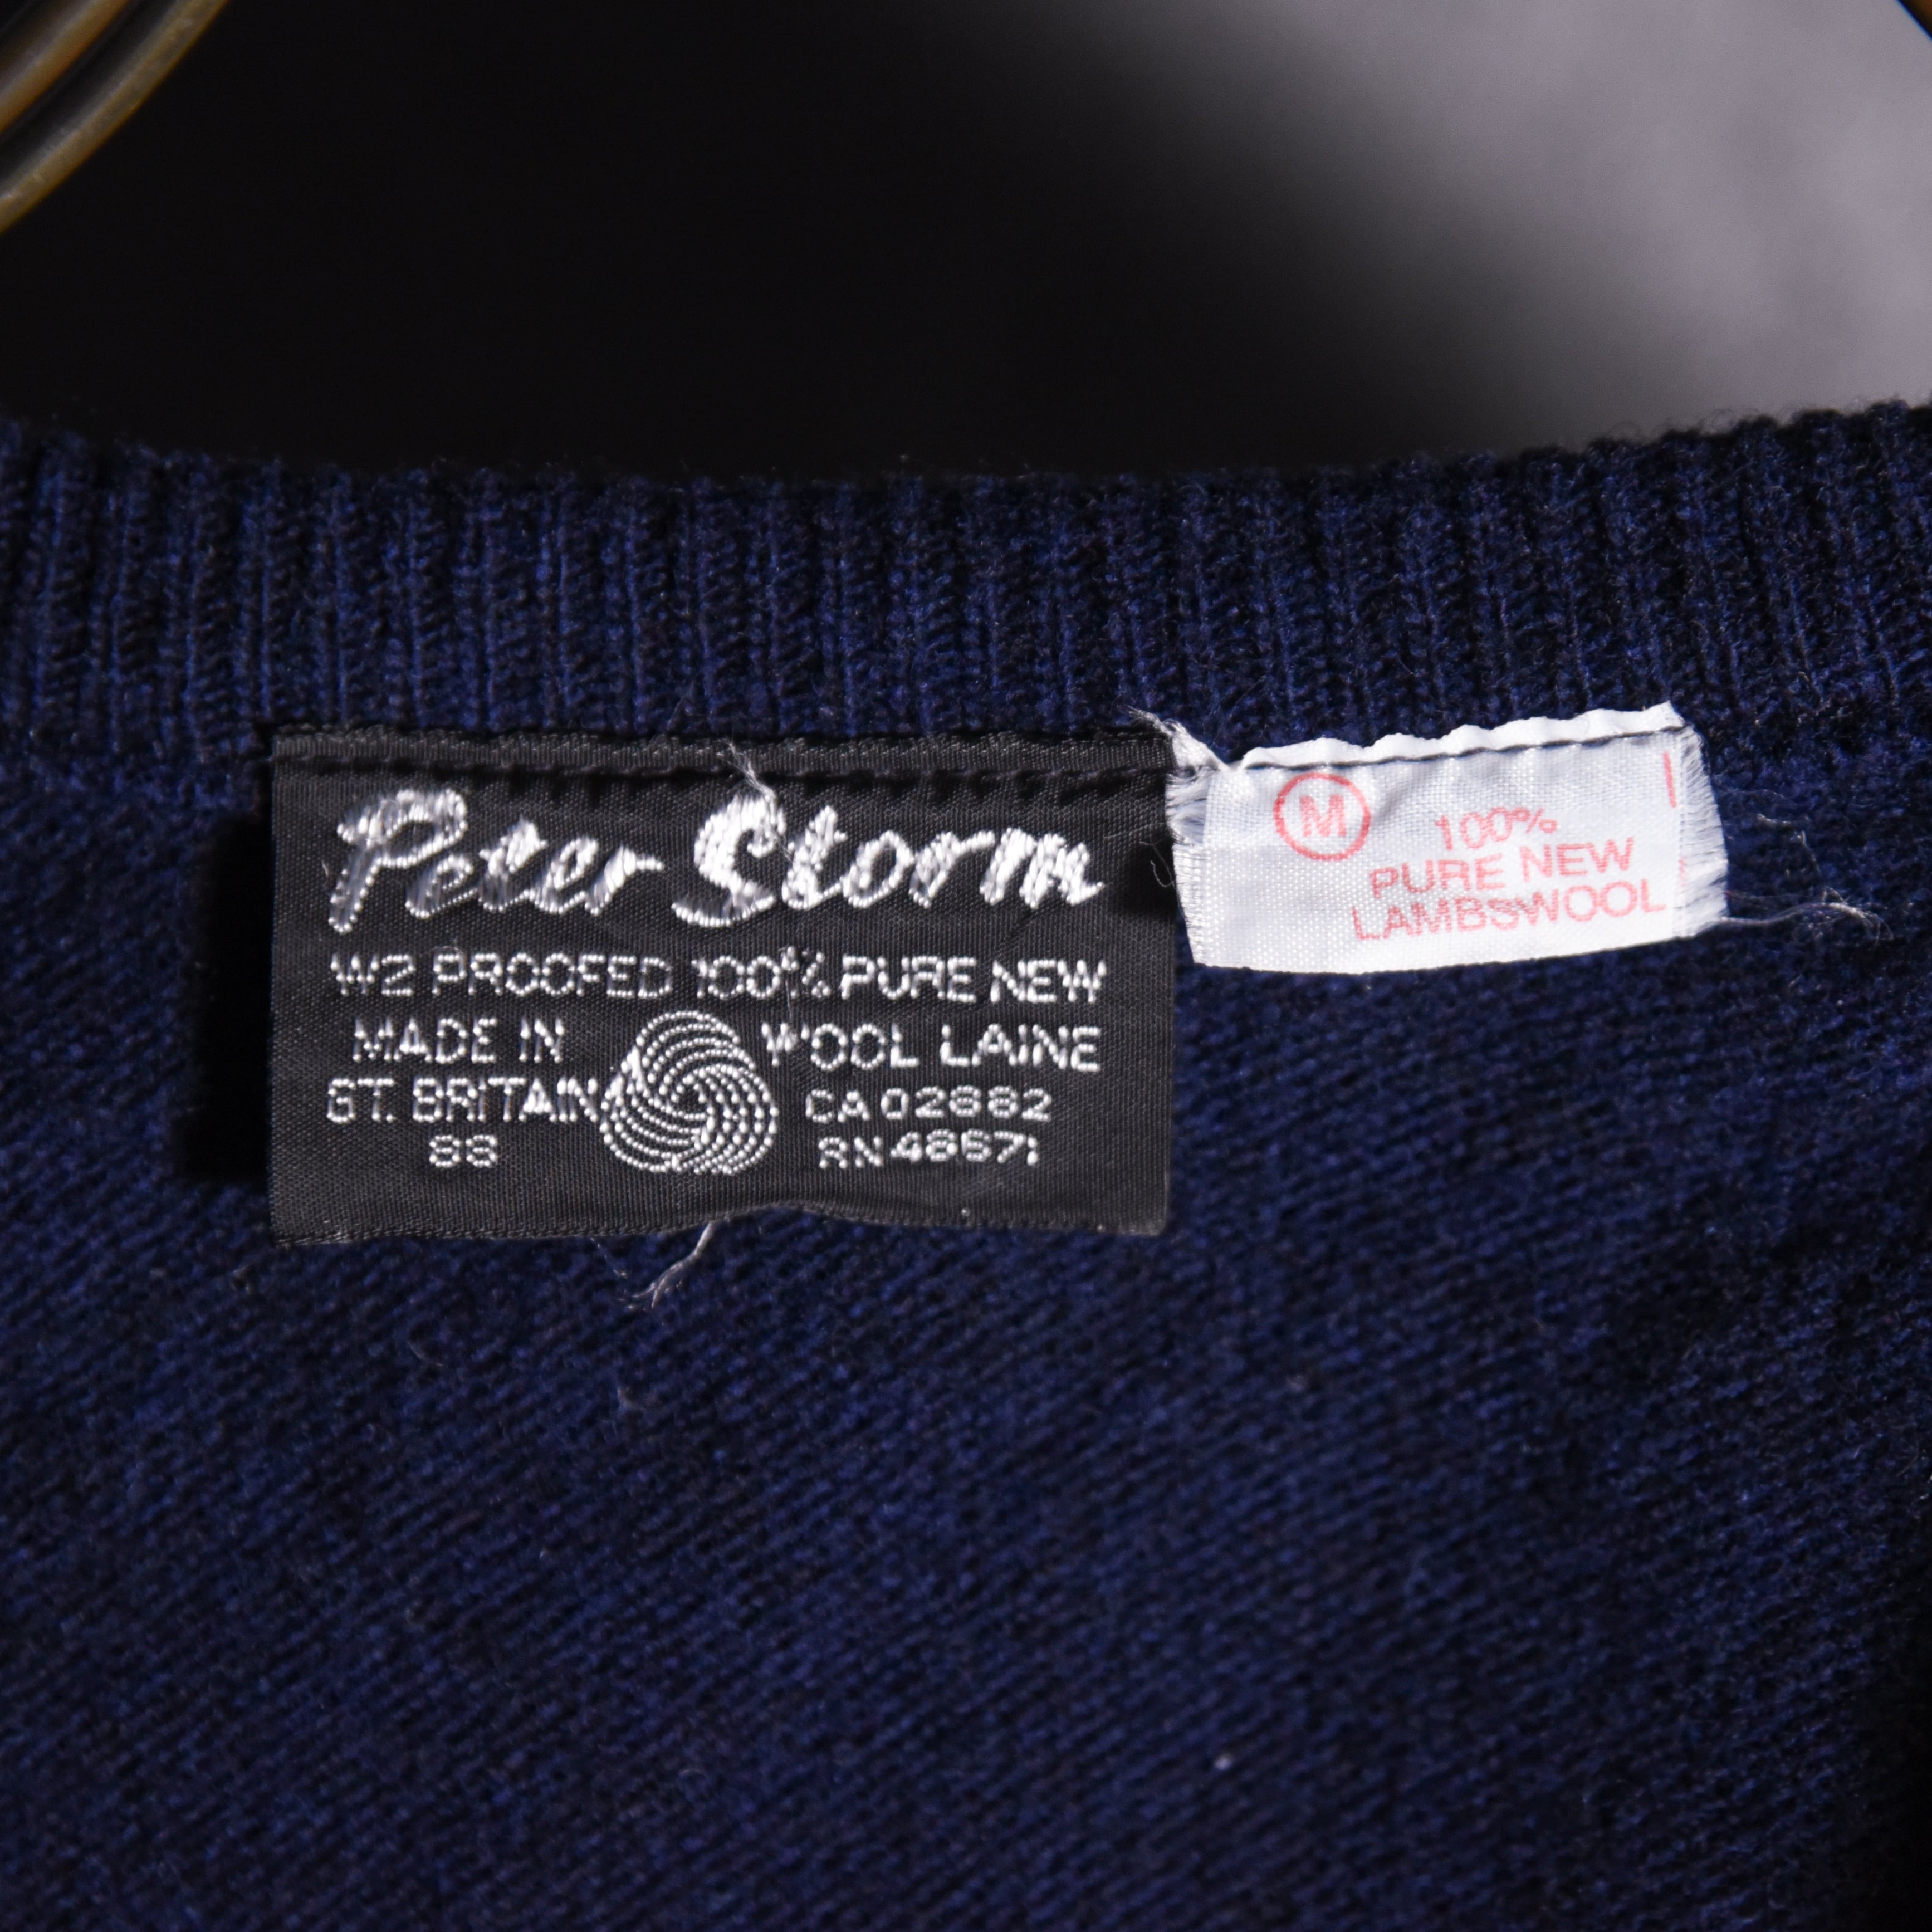 Peter Storm
W2 PROOFED 100% PURE NEW
MADE IN WOOL LAINE
GT. BRITAIN CA 02882
SS RN 48671
M
100%
PURE NEW
LAMBSWOOL